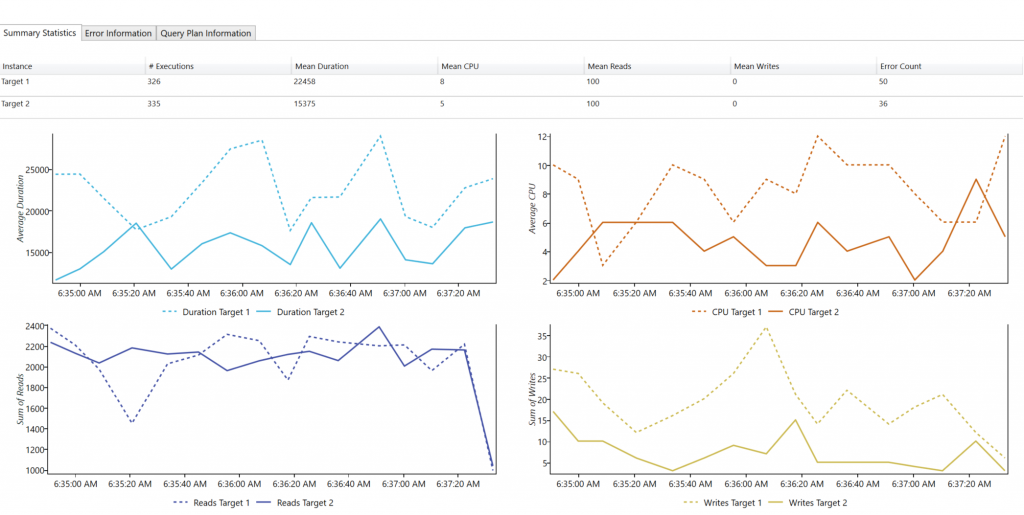 Summary Statistics Error Information Query Plan Information
Instance # Executions Mean Duration Mean CPU Mean Reads Mean Writes Error Count
Target 1 326 22458 8 100 0 50
Target 2 335 15375 5 100 0 36
Average Duration
25000
20000
15000
6:35:00 AM 6:35:20 AM 6:35:40 AM 6:36:00 AM 6:36:20 AM 6:36:40 AM 6:37:00 AM 6:37:20 AM
Duration Target 1 Duration Target 2
Average CPU
12
10
8
6
4
2
6:35:00 AM 6:35:20 AM 6:35:40 AM 6:36:00 AM 6:36:20 AM 6:36:40 AM 6:37:00 AM 6:37:20 AM
CPU Target 1 CPU Target 2
Sum of Reads
2400
2200
2000
1800
1600
1400
1200
1000
6:35:00 AM 6:35:20 AM 6:35:40 AM 6:36:00 AM 6:36:20 AM 6:36:40 AM 6:37:00 AM 6:37:20 AM
Reads Target 1 Reads Target 2
Sum of Writes
35
30
25
20
15
10
5
6:35:00 AM 6:35:20 AM 6:35:40 AM 6:36:00 AM 6:36:20 AM 6:36:40 AM 6:37:00 AM 6:37:20 AM
Writes Target 1 Writes Target 2